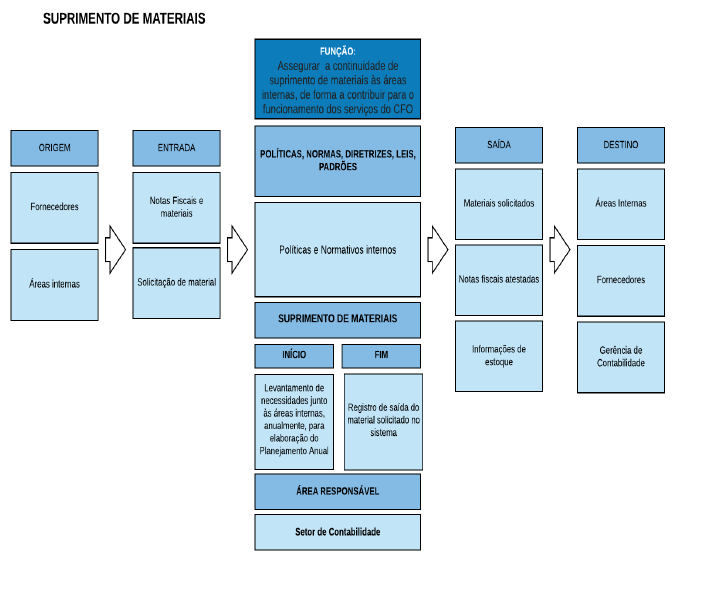 SUPRIMENTO DE MATERIAIS
FUNÇÃO:
Assegurar a continuidade de
suprimento de materiais às áreas
internas, de forma a contribuir para o
funcionamento dos serviços do CFO
ORIGEM
Fornecedores
Áreas internas
ENTRADA
Notas Fiscais e
materiais
Solicitação de material
POLÍTICAS, NORMAS, DIRETRIZES, LEIS,
PADRÕES
Políticas e Normativos internos
SUPRIMENTO DE MATERIAIS
INÍCIO
Levantamento de
necessidades junto
às áreas internas,
anualmente, para
elaboração do
Planejamento Anual
FIM
Registro de saída do
material solicitado no
sistema
ÁREA RESPONSÁVEL
Setor de Contabilidade
SAÍDA
Materiais solicitados
Notas fiscais atestadas
Informações de
estoque
DESTINO
Áreas Internas
Fornecedores
Gerência de
Contabilidade